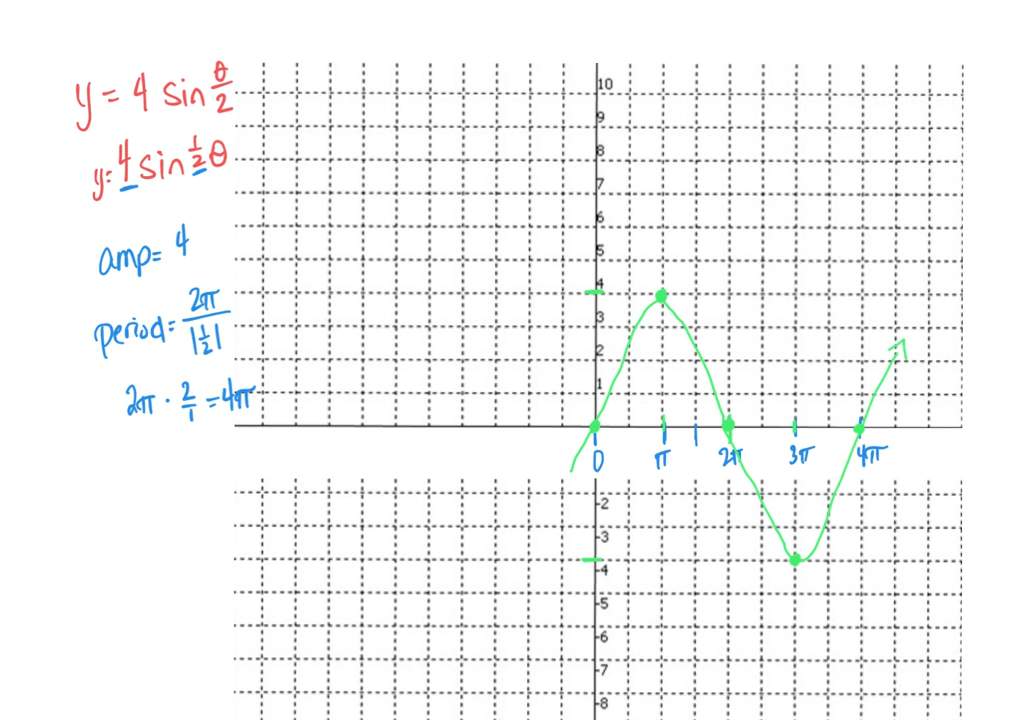 y = 4 sin θ/2
y = 4 sin 1/2 θ
amp = 4
period = 2π/|1/2|
2π · 2/1 = 4π
10
9
8
7
6
5
4
3
2
1
0 π 2π 3π 4π
-2
-3
-4
-5
-6
-7
-8